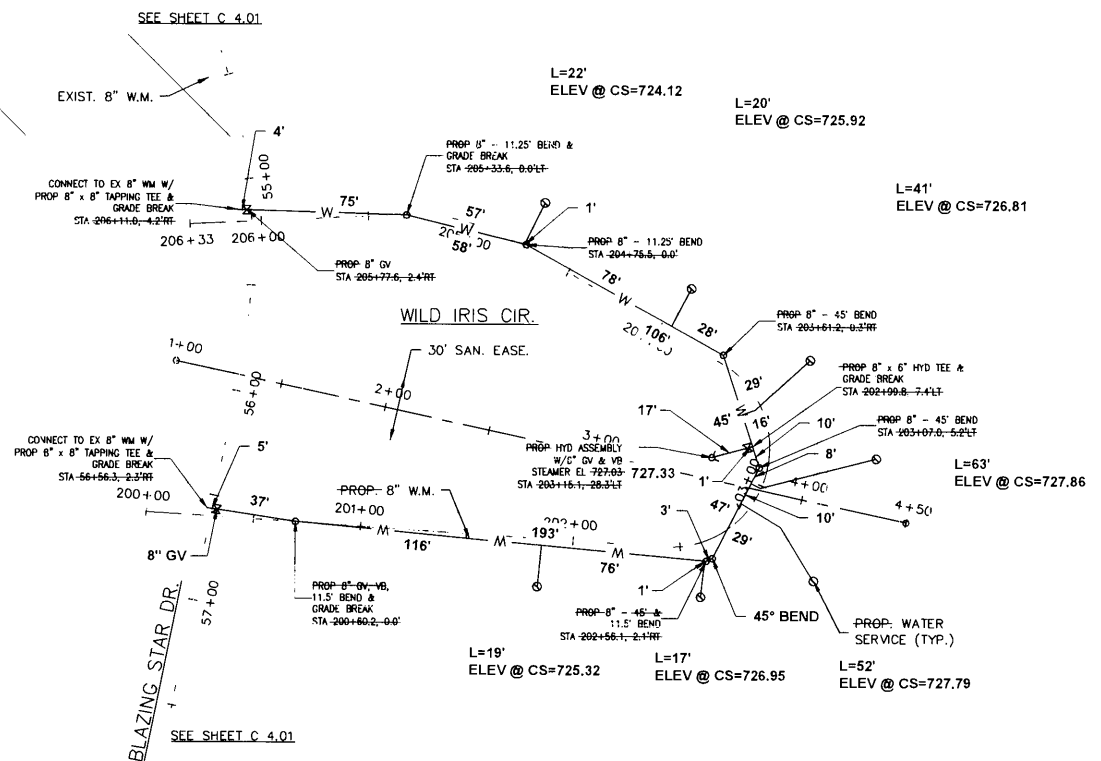 SEE SHEET C 4.01
EXIST. 8" W.M.
L=22'
ELEV @ CS=724.12
L=20'
ELEV @ CS=725.92
L=41'
ELEV @ CS=726.81
4'
55+00
PROP 8" - 11.25' BEND &
GRADE BREAK
STA 205+33.6, 0.0'LT
CONNECT TO EX 8" WM W/
PROP 8" x 8" TAPPING TEE &
GRADE BREAK
STA 206+11.0, 4.2'RT
206+33
206+00
75'
W
57'
W
58'
1'
PROP 8" - 11.25' BEND
STA 204+75.5, 0.0'
PROP 8" GV
STA 205+77.6, 2.4'RT
78'
W
106'
28'
WILD IRIS CIR.
30' SAN. EASE.
1+00
2+00
56+00
PROP 8" - 45' BEND
STA 203+61.2, 0.3'RT
PROP 8" x 6" HYD TEE &
GRADE BREAK
STA 202+99.8 7.4'LT
29'
45'
W
16'
17'
10'
PROP 8" - 45' BEND
STA 203+07.0, 5.2'LT
8'
3+00
PROP HYD ASSEMBLY
W/6" GV & VB
STEAMER EL 727.03 727.33
STA 203+15.1, 28.3'LT
1'
4+00
4+50
L=63'
ELEV @ CS=727.86
CONNECT TO EX 8" WM W/
PROP 8" x 8" TAPPING TEE &
GRADE BREAK
STA 56+56.3, 2.3'RT
5'
200+00
37'
201+00
PROP. 8" W.M.
W
116'
W
193'
W
76'
3'
47'
10'
29'
8" GV
1'
PROP 8" GV, VB,
11.5' BEND &
GRADE BREAK
STA 200+60.2, 0.0'
PROP 8" - 45' &
11.5' BEND
STA 202+56.1, 2.1'RT
45° BEND
PROP. WATER
SERVICE (TYP.)
57+00
BLAZING STAR DR.
L=19'
ELEV @ CS=725.32
L=17'
ELEV @ CS=726.95
L=52'
ELEV @ CS=727.79
SEE SHEET C 4.01